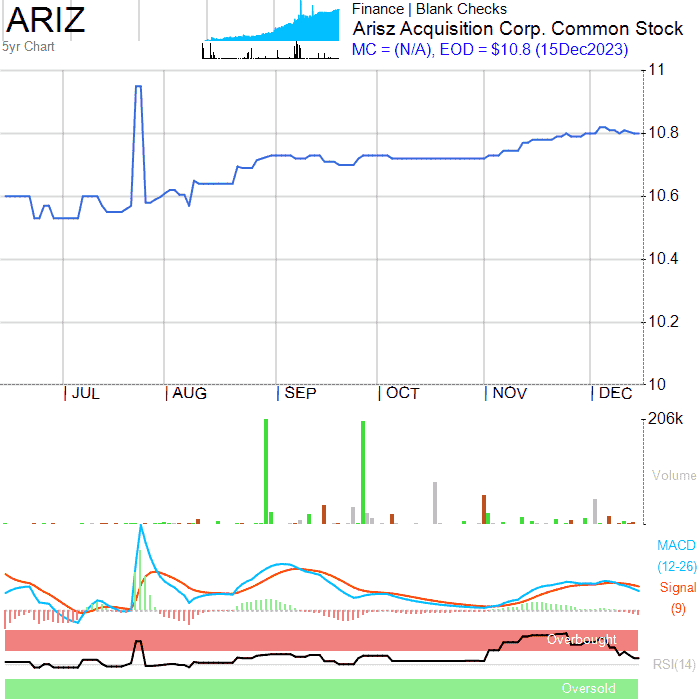 ARIZ
5yr Chart
Finance | Blank Checks
Arisz Acquisition Corp. Common Stock
MC = (N/A), EOD = $10.8 (15Dec2023)
11
10.8
10.6
10.4
10.2
10
JUL AUG SEP OCT NOV DEC
206k
Volume
MACD
(12-26)
Signal
(9)
Overbought
RSI(14)
Oversold